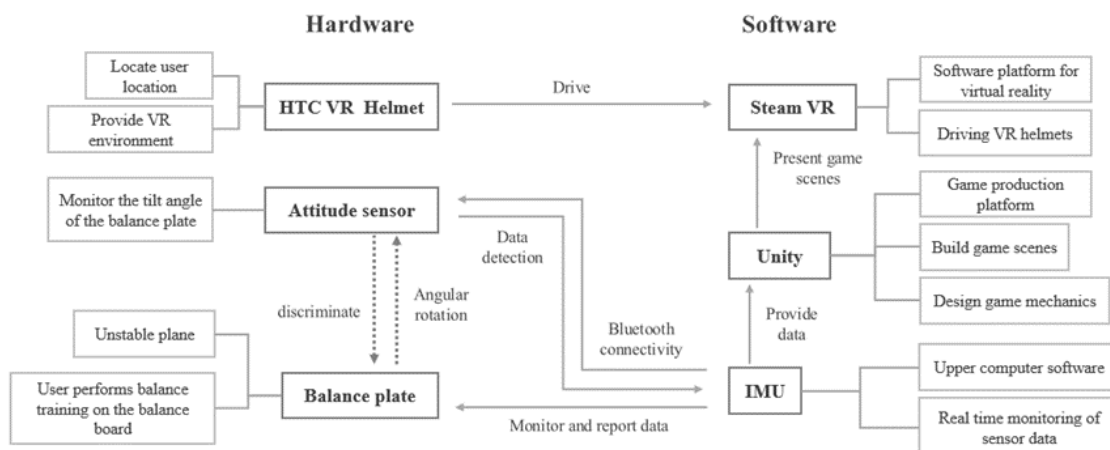 Hardware
Software
Locate user
location
Provide VR
environment
HTC VR Helmet
Drive
Steam VR
Software platform for
virtual reality
Driving VR helmets
Present game
scenes
Monitor the tilt angle
of the balance plate
Attitude sensor
Data
detection
Unity
Game production
platform
Build game scenes
Design game mechanics
discriminate
Angular
rotation
Provide
data
Bluetooth
connectivity
Unstable plane
User performs balance
training on the balance
board
Balance plate
Monitor and report data
IMU
Upper computer software
Real time monitoring of
sensor data